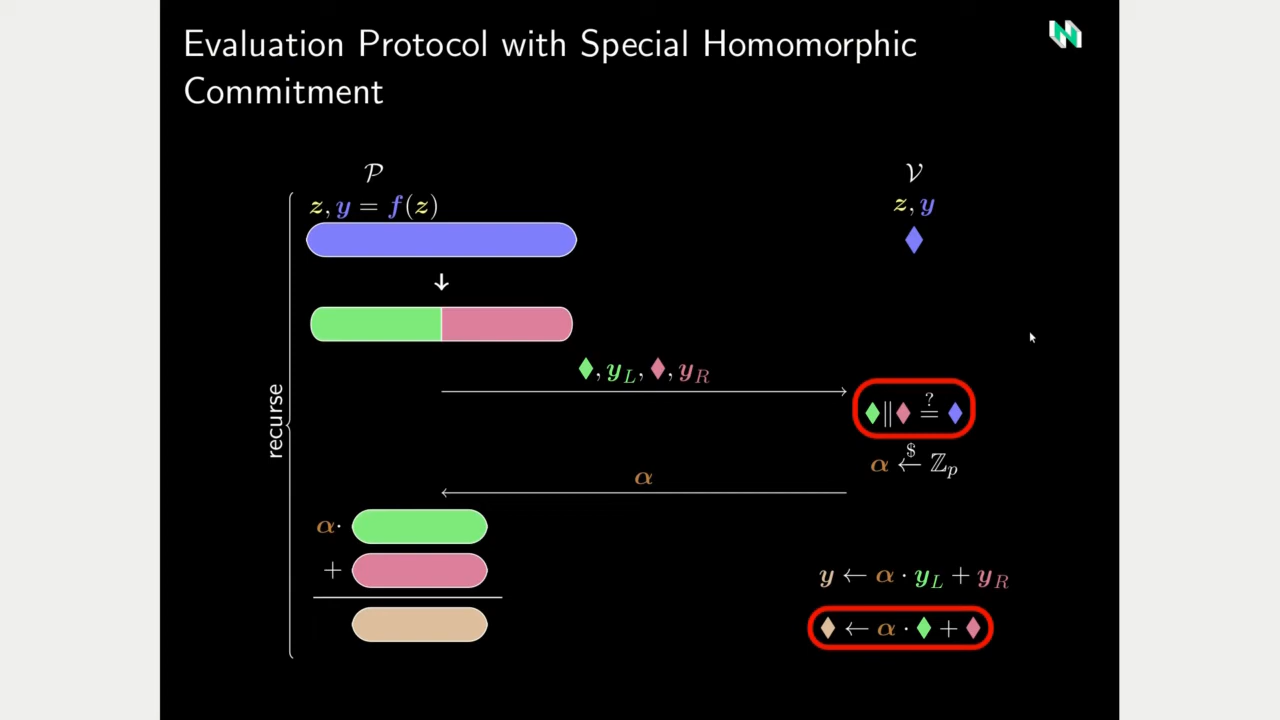 Evaluation Protocol with Special Homomorphic
Commitment
𝒫
𝒱
z, y = f(z)
z, y
♦, y_L, ♦, y_R
♦‖♦ ≟ ♦
α ←$ ℤ_p
α
recurse
α·
+
y ← α · y_L + y_R
♦ ← α · ♦ + ♦